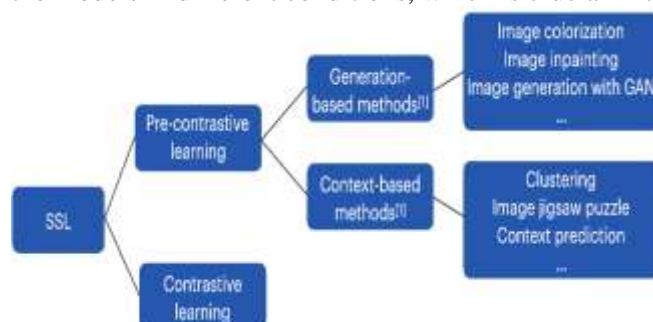 Image colorization
Image inpainting
Image generation with GAN
...
Generation-
based methods[1]
Pre-contrastive
learning
Context-based
methods[1]
Clustering
Image jigsaw puzzle
Context prediction
...
SSL
Contrastive
learning